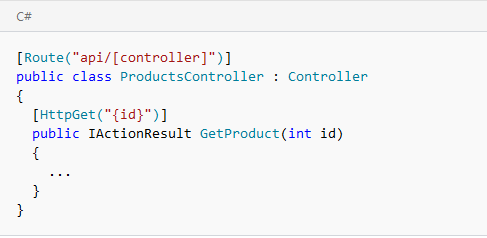 C#
[Route("api/[controller]")]
public class ProductsController : Controller
{
  [HttpGet("{id}")]
  public IActionResult GetProduct(int id)
  {
    ...
  }
}